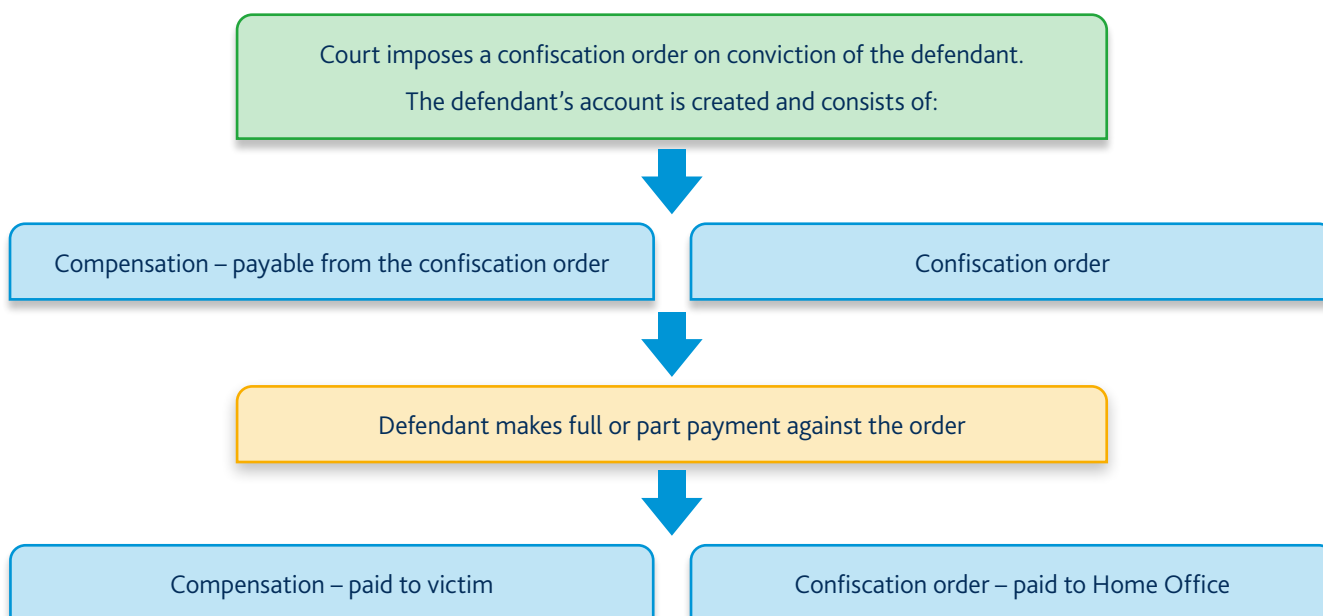 Court imposes a confiscation order on conviction of the defendant.
The defendant’s account is created and consists of:
Compensation – payable from the confiscation order
Confiscation order
Defendant makes full or part payment against the order
Compensation – paid to victim
Confiscation order – paid to Home Office